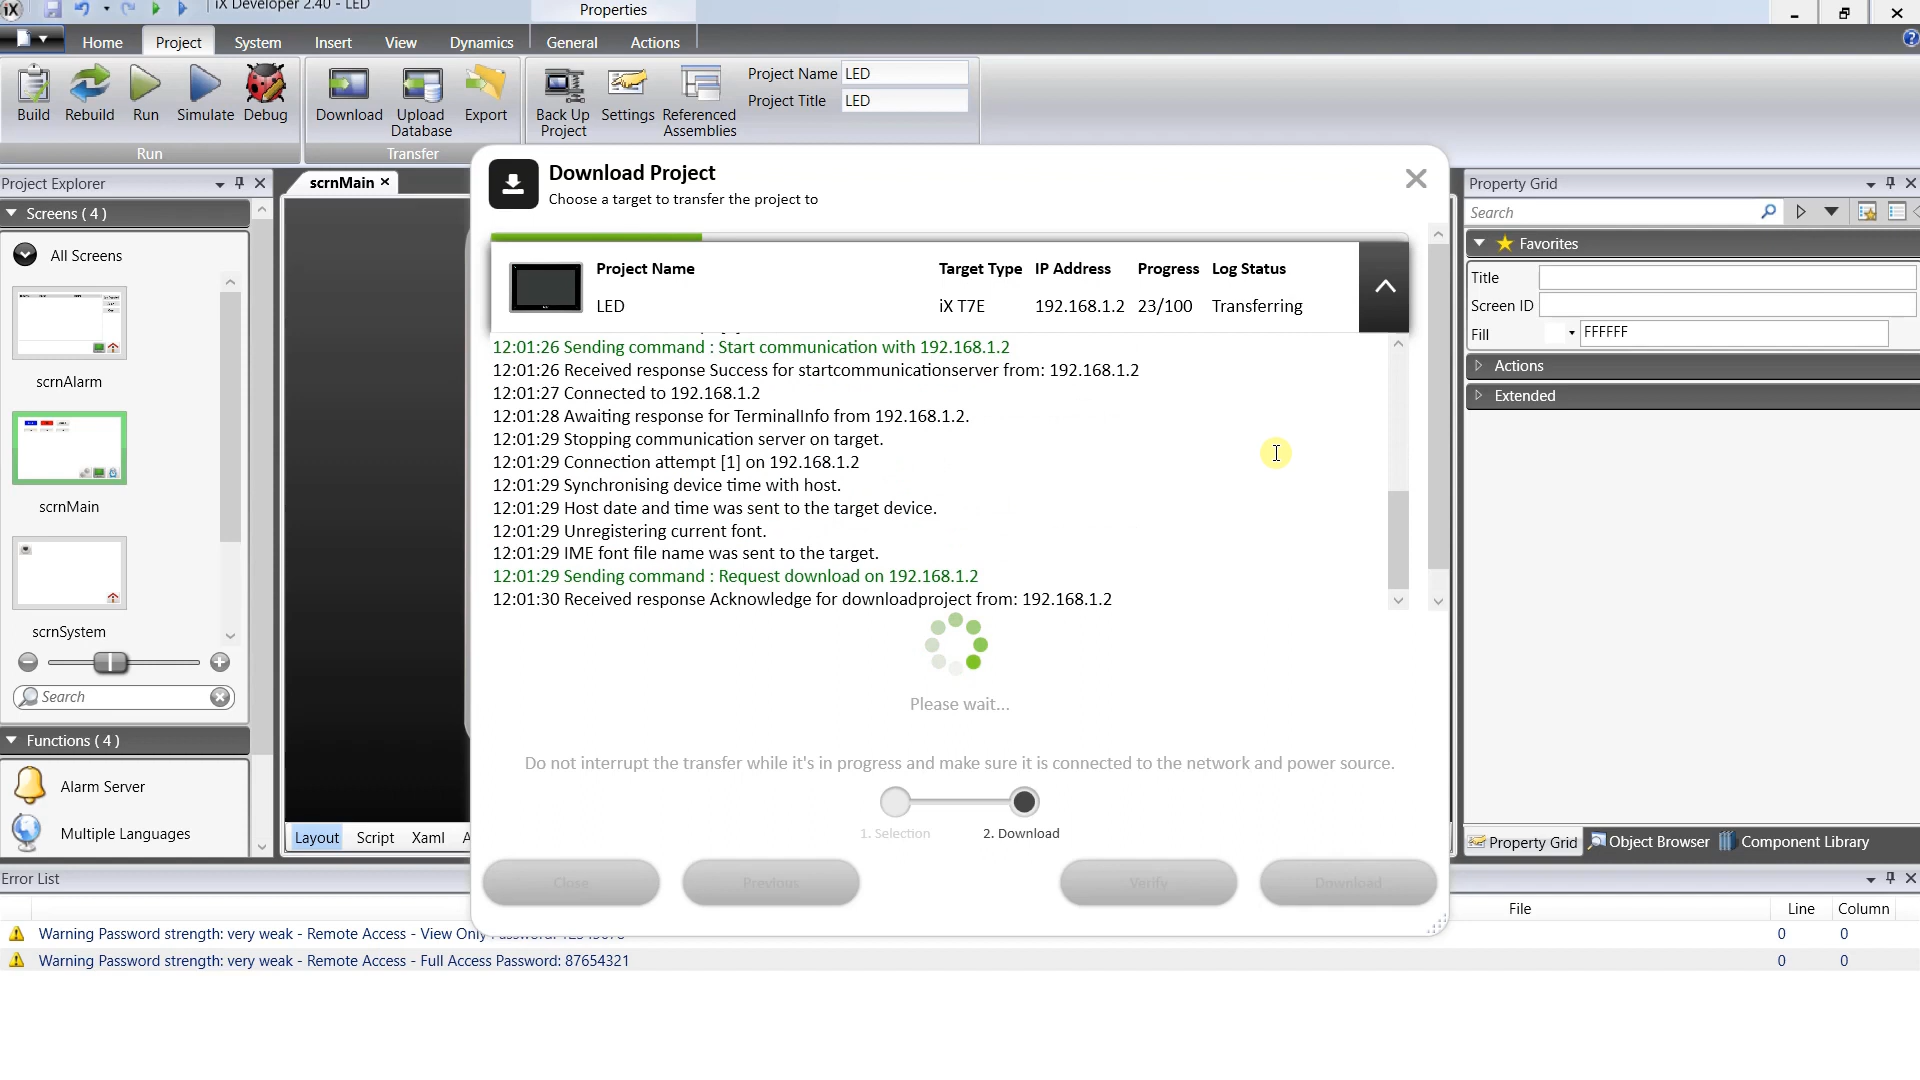 iX Developer 2.40 - LED
Properties
Home Project System Insert View Dynamics General Actions
Build Rebuild Run Simulate Debug Download Upload Database Export Back Up Project Settings Referenced Assemblies
Project Name LED
Project Title LED
Run Transfer
Project Explorer
Screens ( 4 )
All Screens
scrnAlarm
scrnMain
scrnSystem
Search
Functions ( 4 )
Alarm Server
Multiple Languages
scrnMain
Layout Script Xaml A
Download Project
Choose a target to transfer the project to
Project Name Target Type IP Address Progress Log Status
LED iX T7E 192.168.1.2 23/100 Transferring
12:01:26 Sending command : Start communication with 192.168.1.2
12:01:26 Received response Success for startcommunicationserver from: 192.168.1.2
12:01:27 Connected to 192.168.1.2
12:01:28 Awaiting response for TerminalInfo from 192.168.1.2.
12:01:29 Stopping communication server on target.
12:01:29 Connection attempt [1] on 192.168.1.2
12:01:29 Synchronising device time with host.
12:01:29 Host date and time was sent to the target device.
12:01:29 Unregistering current font.
12:01:29 IME font file name was sent to the target.
12:01:29 Sending command : Request download on 192.168.1.2
12:01:30 Received response Acknowledge for downloadproject from: 192.168.1.2
Please wait...
Do not interrupt the transfer while it's in progress and make sure it is connected to the network and power source.
1. Selection 2. Download
Close Previous Verify Download
Property Grid
Search
Favorites
Title
Screen ID
Fill FFFFFF
Actions
Extended
Property Grid Object Browser Component Library
Error List
File Line Column
Warning Password strength: very weak - Remote Access - View Only 0 0
Warning Password strength: very weak - Remote Access - Full Access Password: 87654321 0 0